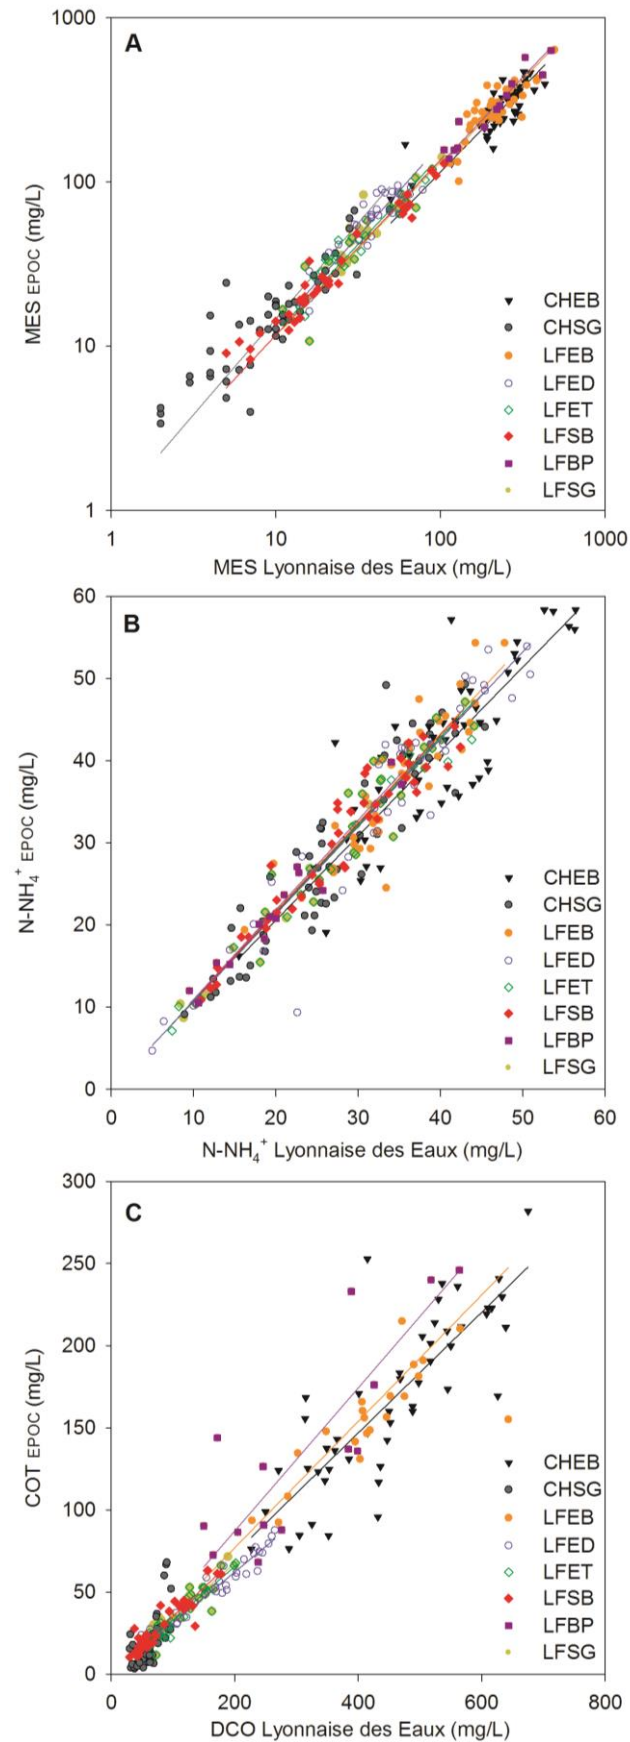 A
1000
100
10
1
MES EPOC (mg/L)
CHEB
CHSG
LFEB
LFED
LFET
LFSB
LFBP
LFSG
1 10 100 1000
MES Lyonnaise des Eaux (mg/L)
B
60
50
40
30
20
10
0
N-NH₄⁺ EPOC (mg/L)
CHEB
CHSG
LFEB
LFED
LFET
LFSB
LFBP
LFSG
0 10 20 30 40 50 60
N-NH₄⁺ Lyonnaise des Eaux (mg/L)
C
300
250
200
150
100
50
0
COT EPOC (mg/L)
CHEB
CHSG
LFEB
LFED
LFET
LFSB
LFBP
LFSG
0 200 400 600 800
DCO Lyonnaise des Eaux (mg/L)